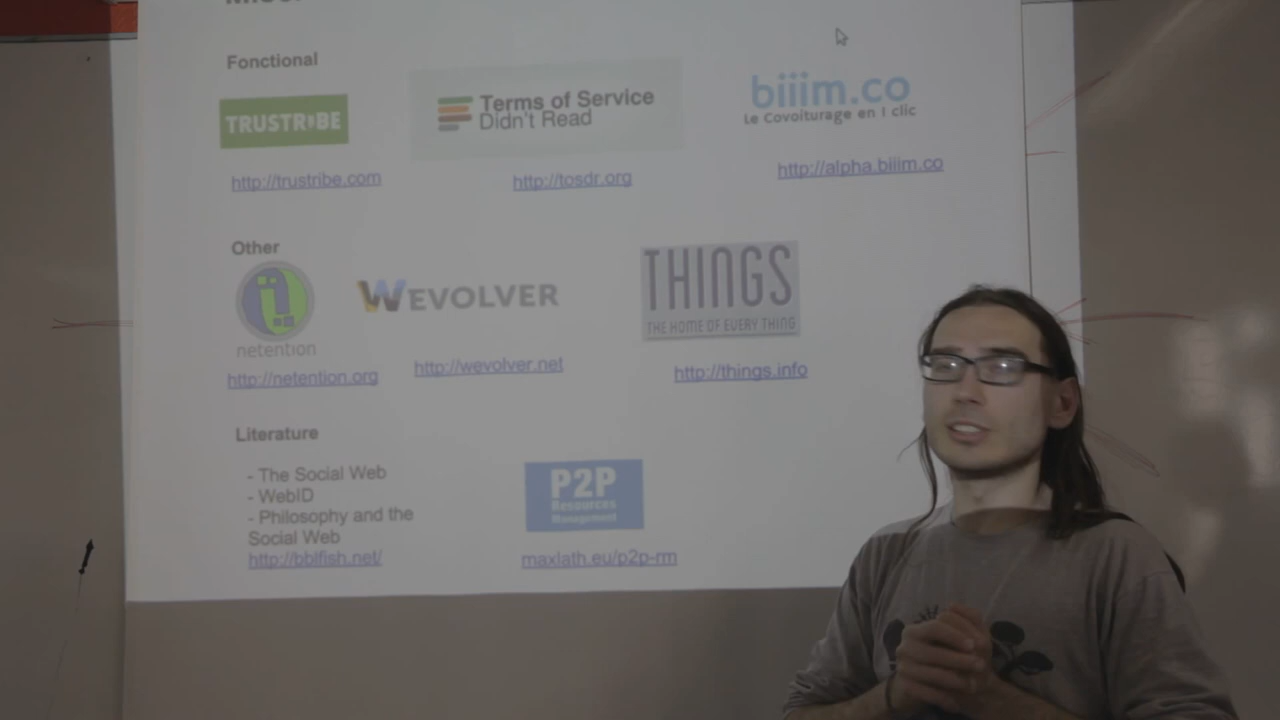 Fonctional
TRUSTRIBE
Terms of Service
Didn't Read
biiim.co
Le Covoiturage en 1 clic
http://trustribe.com
http://tosdr.org
http://alpha.biiim.co
Other
netention
WEVOLVER
THINGS
THE HOME OF EVERY THING
http://netention.org
http://wevolver.net
http://things.info
Literature
- The Social Web
- WebID
- Philosophy and the
Social Web
http://bblfish.net/
P2P
Resources
Management
maxlath.eu/p2p-rm